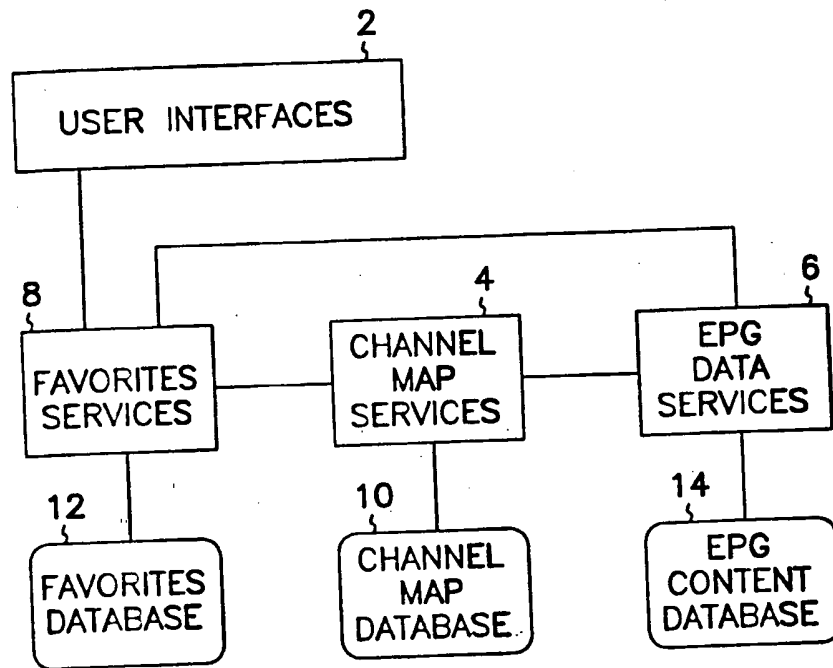 2
USER INTERFACES
8
FAVORITES
SERVICES
4
CHANNEL
MAP
SERVICES
6
EPG
DATA
SERVICES
12
FAVORITES
DATABASE
10
CHANNEL
MAP
DATABASE
14
EPG
CONTENT
DATABASE